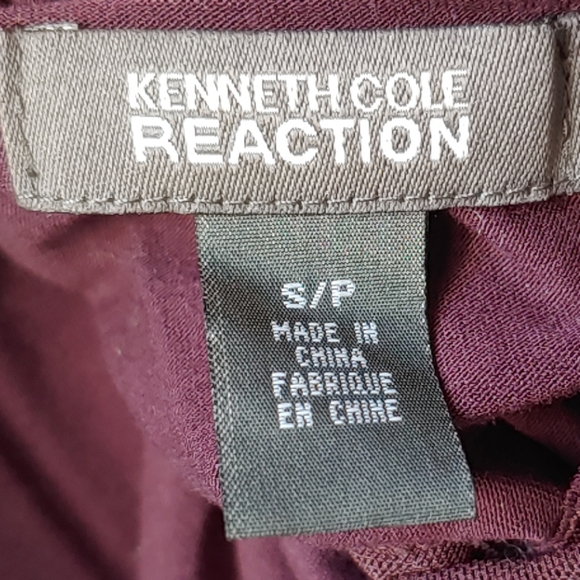 KENNETH COLE
REACTION
S/P
MADE IN
CHINA
FABRIQUE
EN CHINE